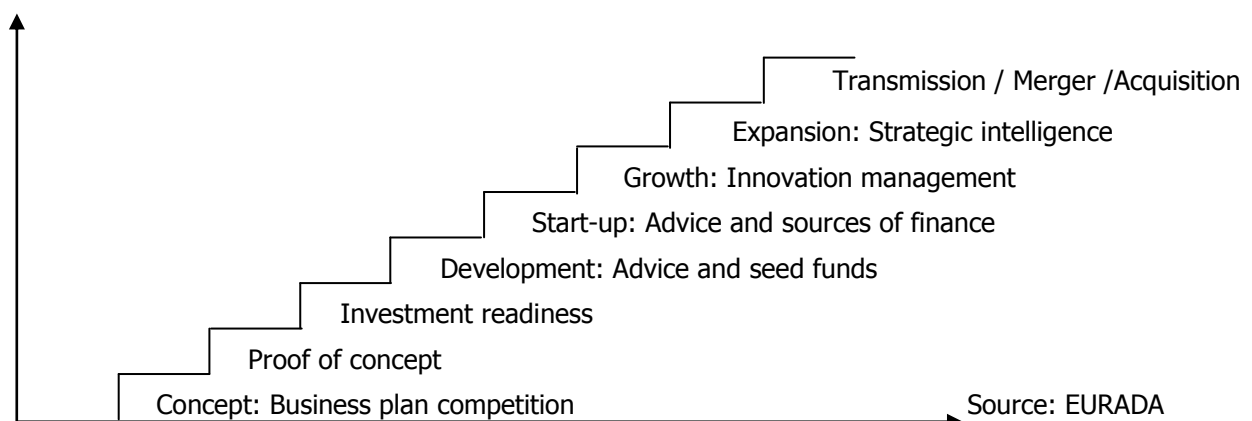 Transmission / Merger /Acquisition
Expansion: Strategic intelligence
Growth: Innovation management
Start-up: Advice and sources of finance
Development: Advice and seed funds
Investment readiness
Proof of concept
Concept: Business plan competition
Source: EURADA